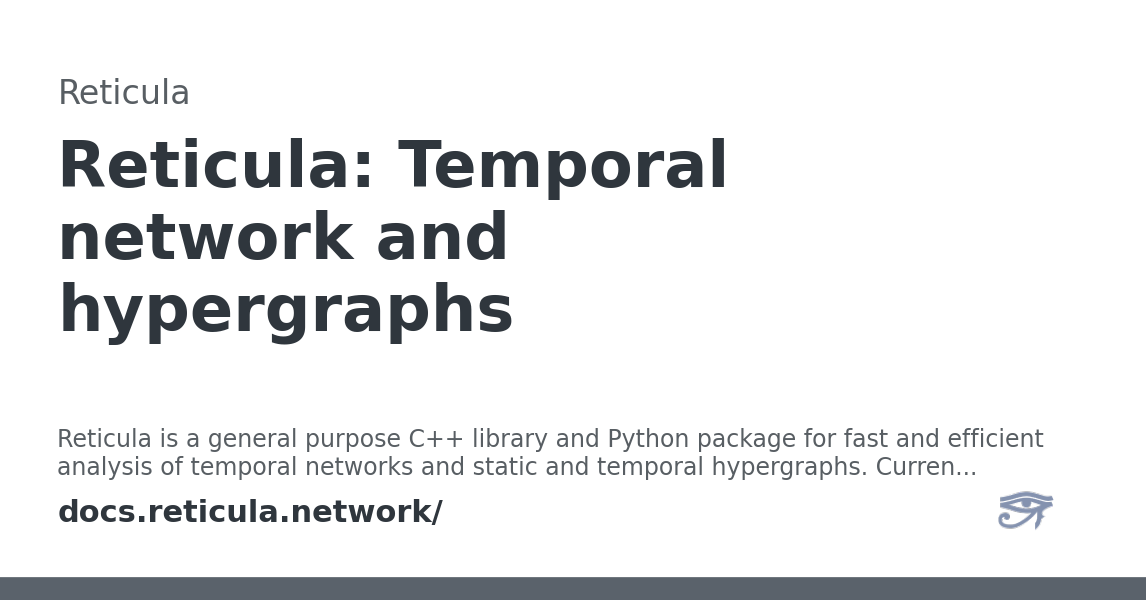 Reticula
Reticula: Temporal
network and
hypergraphs
Reticula is a general purpose C++ library and Python package for fast and efficient
analysis of temporal networks and static and temporal hypergraphs. Curren...
docs.reticula.network/